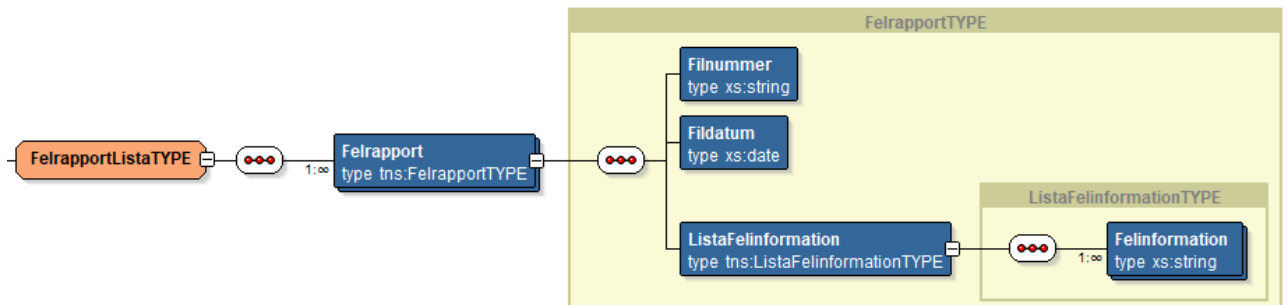 FelrapportTYPE
Filnummer
type xs:string
Fildatum
type xs:date
FelrapportListaTYPE
Felrapport
type tns:FelrapportTYPE
1:∞
ListaFelinformationTYPE
ListaFelinformation
type tns:ListaFelinformationTYPE
Felinformation
type xs:string
1:∞